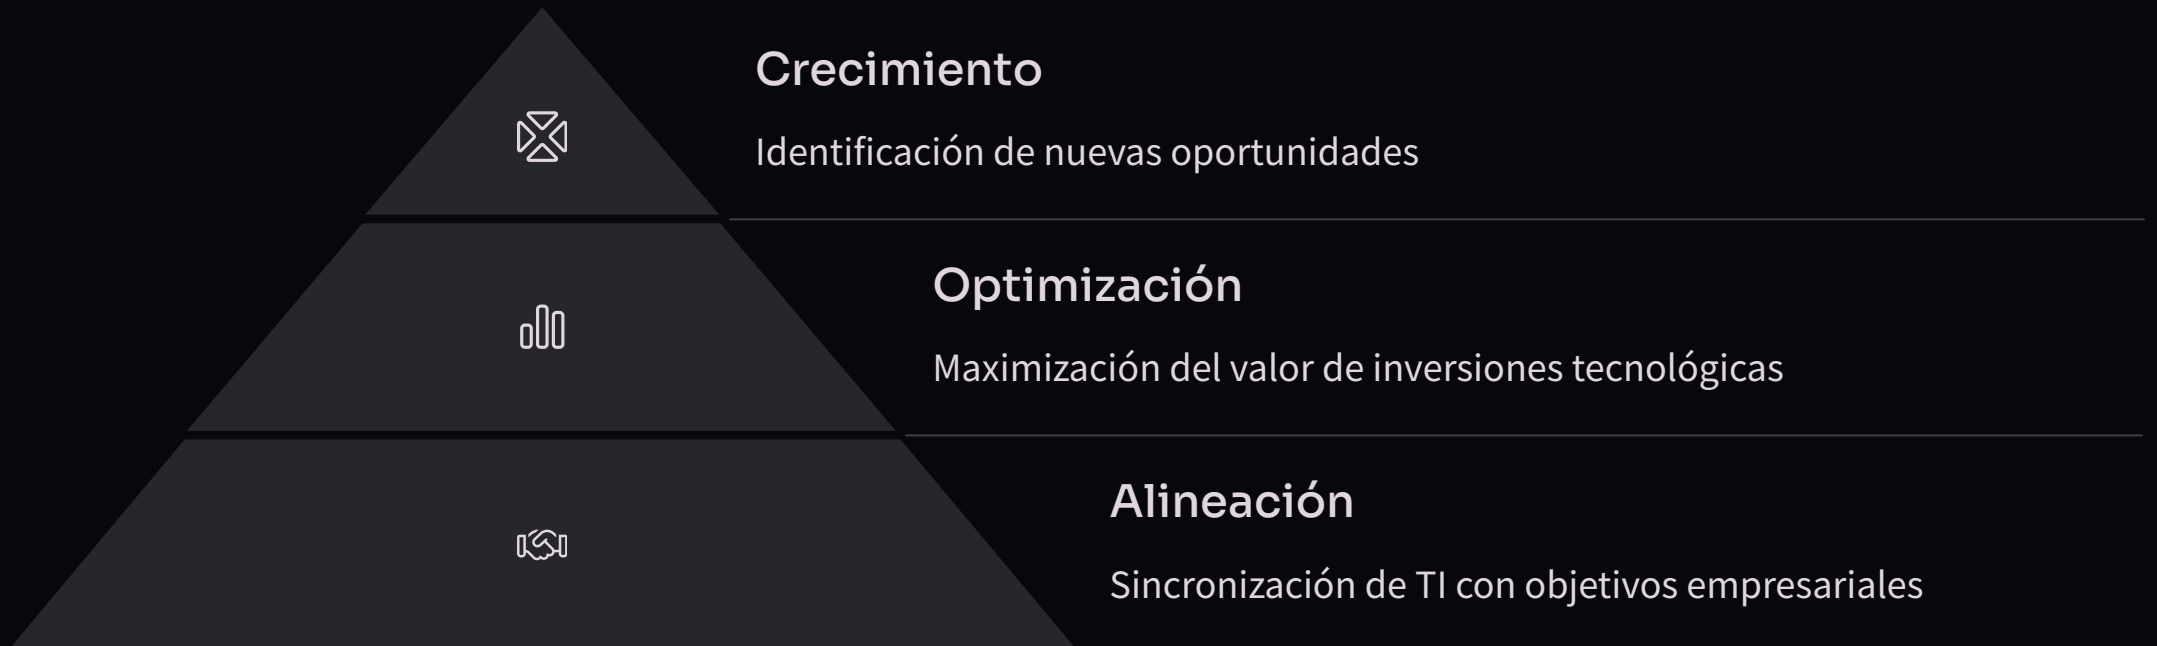 Crecimiento
Identificación de nuevas oportunidades
Optimización
Maximización del valor de inversiones tecnológicas
Alineación
Sincronización de TI con objetivos empresariales